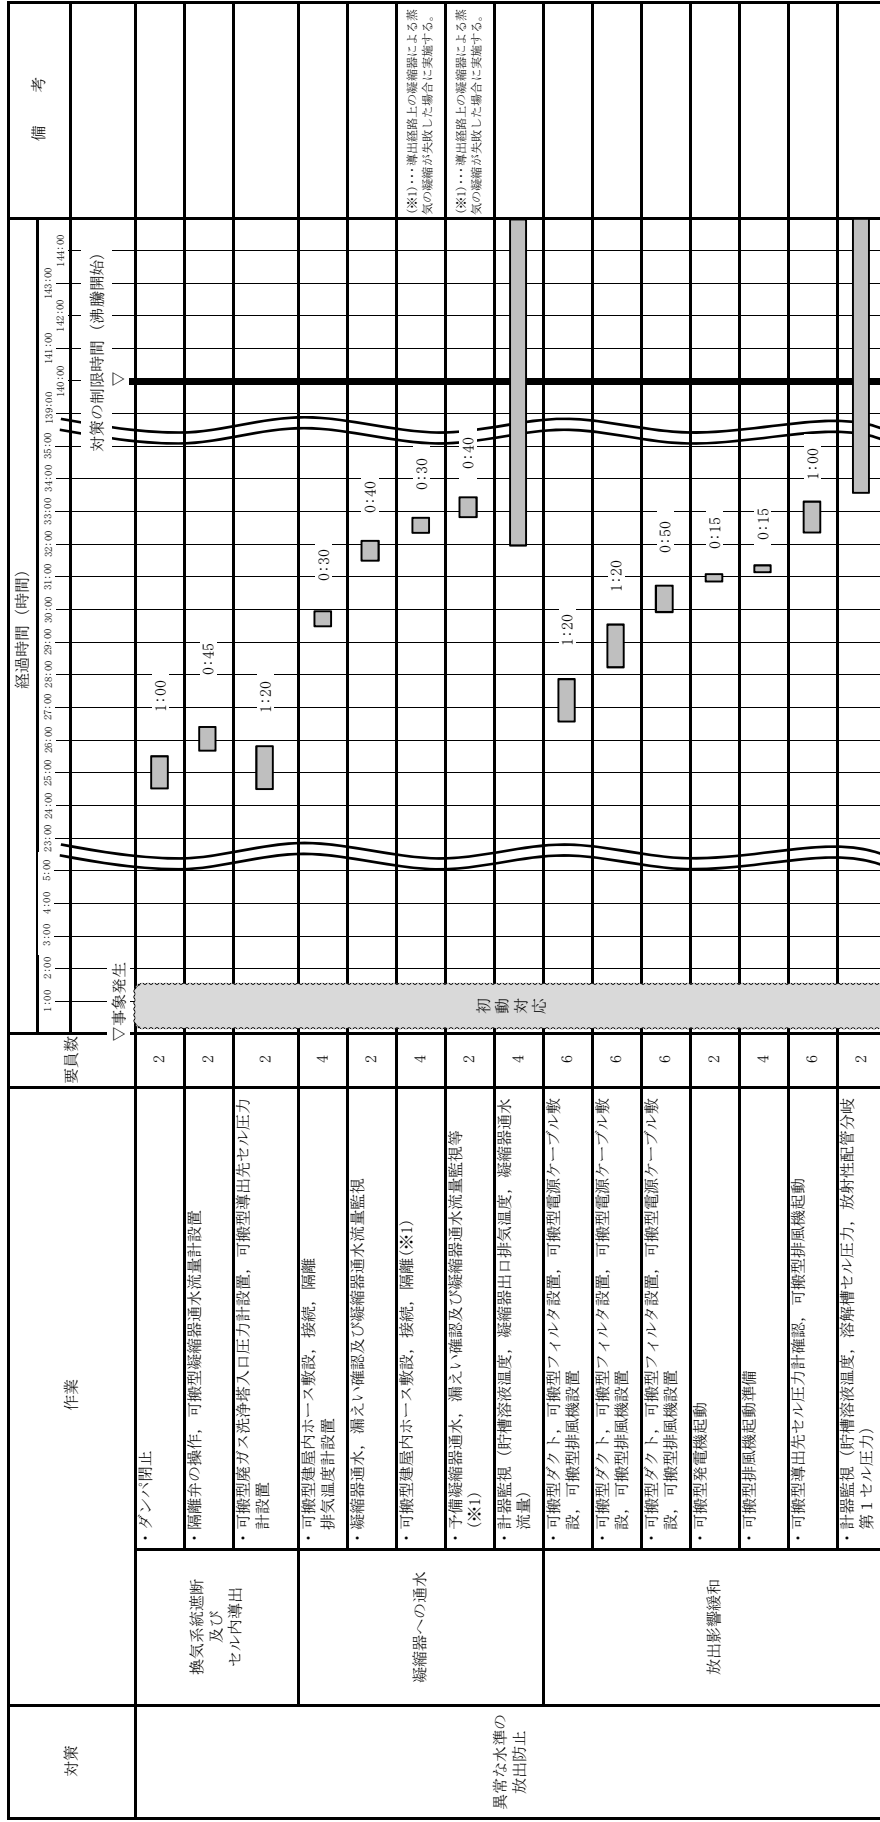 対策
作業
要員数
経過時間（時間）
備　考
1:00 2:00 3:00 4:00 5:00 23:00 24:00 25:00 26:00 27:00 28:00 29:00 30:00 31:00 32:00 33:00 34:00 35:00 139:00 140:00 141:00 142:00 143:00 144:00
▽事象発生
対策の制限時間（沸騰開始）
▽
初動対応
異常な水準の
放出防止
換気系統遮断
及び
セル内導出
・ダンパ閉止
2
1:00
・隔離弁の操作，可搬型凝縮器通水流量計設置
2
0:45
・可搬型廃ガス洗浄塔入口圧力計設置，可搬型導出先セル圧力
計設置
2
1:20
凝縮器への通水
・可搬型建屋内ホース敷設，接続，隔離
排気温度計設置
4
0:30
・凝縮器通水，漏えい確認及び凝縮器通水流量監視
2
0:40
・可搬型建屋内ホース敷設，接続，隔離(※1)
4
0:30
(※1)･･･導出経路上の凝縮器による蒸
気の凝縮が失敗した場合に実施する。
・予備凝縮器通水，漏えい確認及び凝縮器通水流量監視等
(※1)
2
0:40
(※1)･･･導出経路上の凝縮器による蒸
気の凝縮が失敗した場合に実施する。
・計器監視（貯槽溶液温度，凝縮器出口排気温度，凝縮器通水
流量）
4
放出影響緩和
・可搬型ダクト，可搬型フィルタ設置，可搬型電源ケーブル敷
設，可搬型排風機設置
6
1:20
・可搬型ダクト，可搬型フィルタ設置，可搬型電源ケーブル敷
設，可搬型排風機設置
6
1:20
・可搬型ダクト，可搬型フィルタ設置，可搬型電源ケーブル敷
設，可搬型排風機設置
6
0:50
・可搬型発電機起動
2
0:15
・可搬型排風機起動準備
4
0:15
・可搬型導出先セル圧力計確認，可搬型排風機起動
6
1:00
・計器監視（貯槽溶液温度，溶解槽セル圧力，放射性配管分岐
第１セル圧力）
2